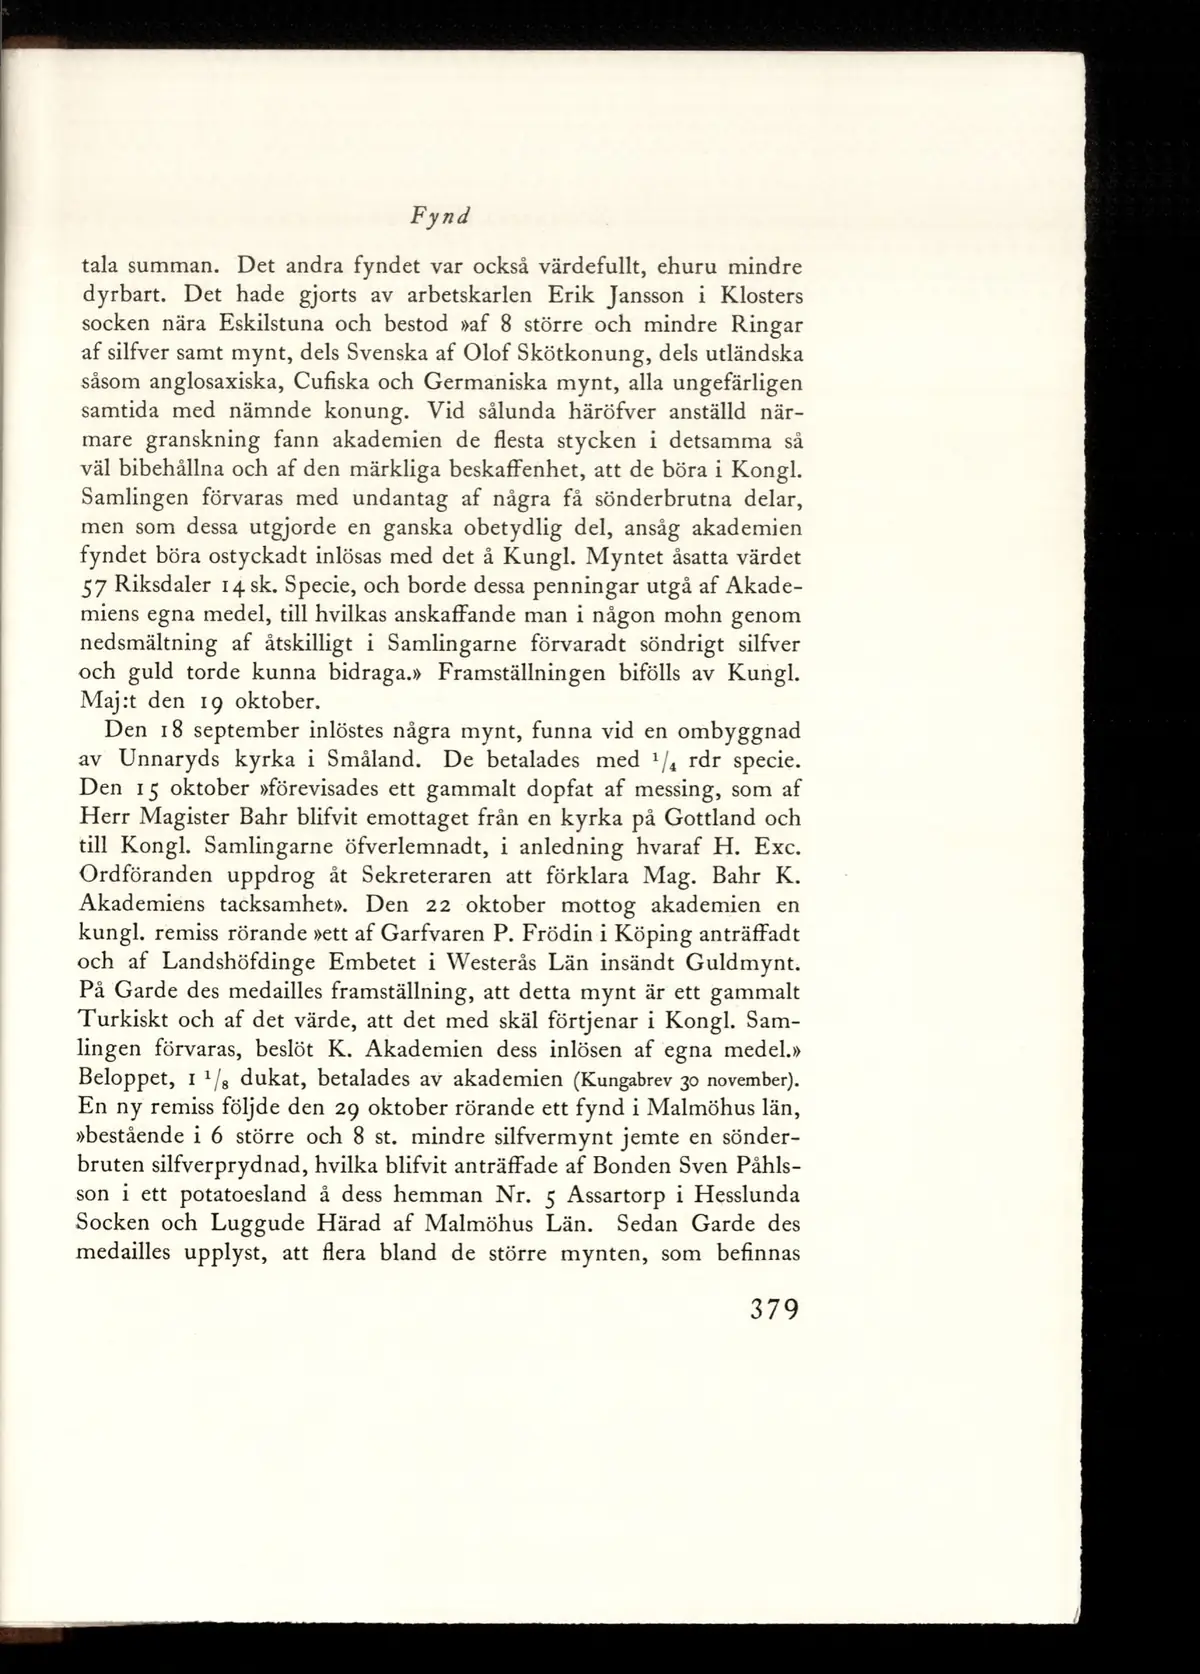 Fynd
tala summan. Det andra fyndet var också värdefullt, ehuru mindre
dyrbart. Det hade gjorts av arbetskarlen Erik Jansson i Klosters
socken nära Eskilstuna och bestod »af 8 större och mindre Ringar
af silfver samt mynt, dels Svenska af Olof Skötkonung, dels utländska
såsom anglosaxiska, Cufiska och Germaniska mynt, alla ungefärligen
samtida med nämnde konung. Vid sålunda häröfver anställd när-
mare granskning fann akademien de flesta stycken i detsamma så
väl bibehållna och af den märkliga beskaffenhet, att de böra i Kongl.
Samlingen förvaras med undantag af några få sönderbrutna delar,
men som dessa utgjorde en ganska obetydlig del, ansåg akademien
fyndet böra ostyckadt inlösas med det å Kungl. Myntet åsatta värdet
57 Riksdaler 14 sk. Specie, och borde dessa penningar utgå af Akade-
miens egna medel, till hvilkas anskaffande man i någon mohn genom
nedsmältning af åtskilligt i Samlingarne förvaradt söndrigt silfver
och guld torde kunna bidraga.» Framställningen bifölls av Kungl.
Maj:t den 19 oktober.
Den 18 september inlöstes några mynt, funna vid en ombyggnad
av Unnaryds kyrka i Småland. De betalades med 1/4 rdr specie.
Den 15 oktober »förevisades ett gammalt dopfat af messing, som af
Herr Magister Bahr blifvit emottaget från en kyrka på Gottland och
till Kongl. Samlingarne öfverlemnadt, i anledning hvaraf H. Exc.
Ordföranden uppdrog åt Sekreteraren att förklara Mag. Bahr K.
Akademiens tacksamhet». Den 22 oktober mottog akademien en
kungl. remiss rörande »ett af Garfvaren P. Frödin i Köping anträffadt
och af Landshöfdinge Embetet i Westerås Län insändt Guldmynt.
På Garde des medailles framställning, att detta mynt är ett gammalt
Turkiskt och af det värde, att det med skäl förtjenar i Kongl. Sam-
lingen förvaras, beslöt K. Akademien dess inlösen af egna medel.»
Beloppet, 1 1/8 dukat, betalades av akademien (Kungabrev 30 november).
En ny remiss följde den 29 oktober rörande ett fynd i Malmöhus län,
»bestående i 6 större och 8 st. mindre silfvermynt jemte en sönder-
bruten silfverprydnad, hvilka blifvit anträffade af Bonden Sven Påhls-
son i ett potatoesland å dess hemman Nr. 5 Assartorp i Hesslunda
Socken och Luggude Härad af Malmöhus Län. Sedan Garde des
medailles upplyst, att flera bland de större mynten, som befinnas
379